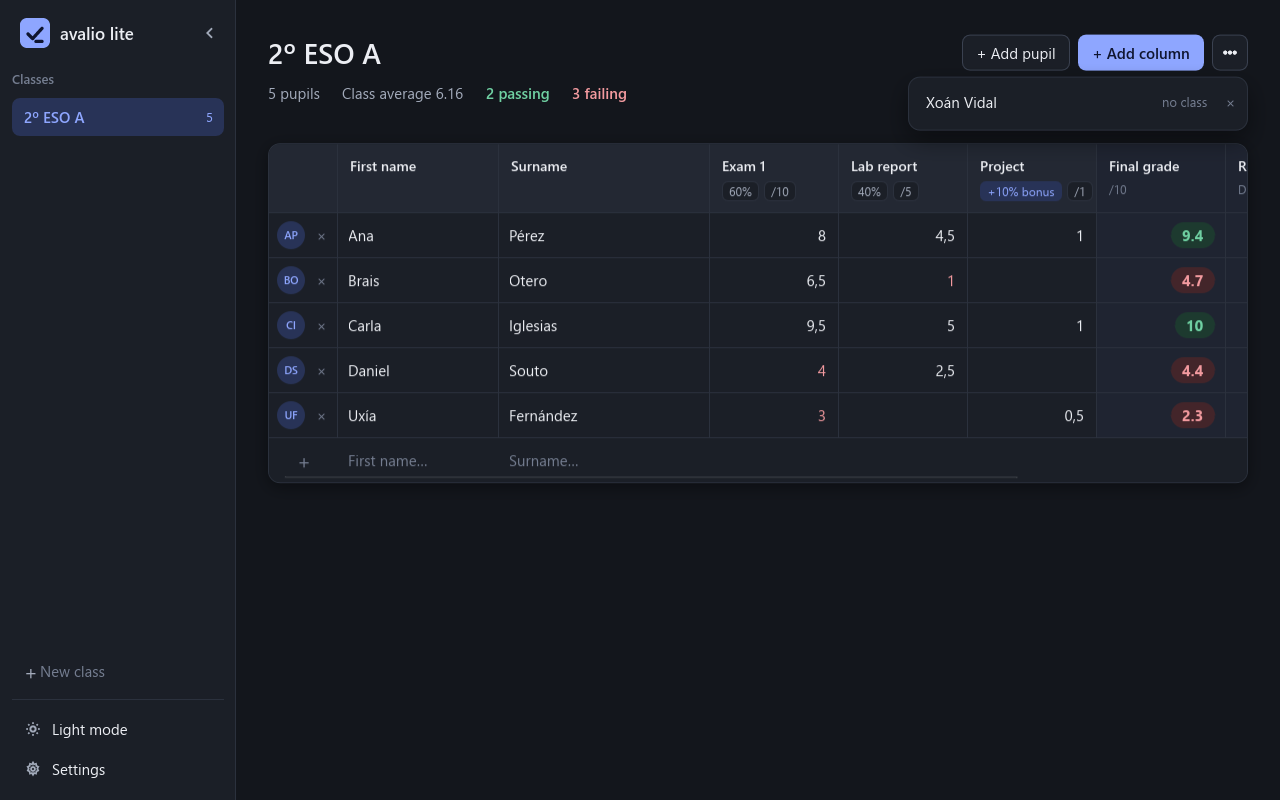 avalio lite
Classes
2º ESO A 5
+ New class
Light mode
Settings
2º ESO A
+ Add pupil + Add column •••
5 pupils Class average 6.16 2 passing 3 failing
Xoán Vidal no class ×
First name Surname Exam 1 Lab report Project Final grade R
60% /10 40% /5 +10% bonus /1 /10 D
AP × Ana Pérez 8 4,5 1 9.4
BO × Brais Otero 6,5 1 4.7
CI × Carla Iglesias 9,5 5 1 10
DS × Daniel Souto 4 2,5 4.4
UF × Uxía Fernández 3 0,5 2.3
+ First name... Surname...